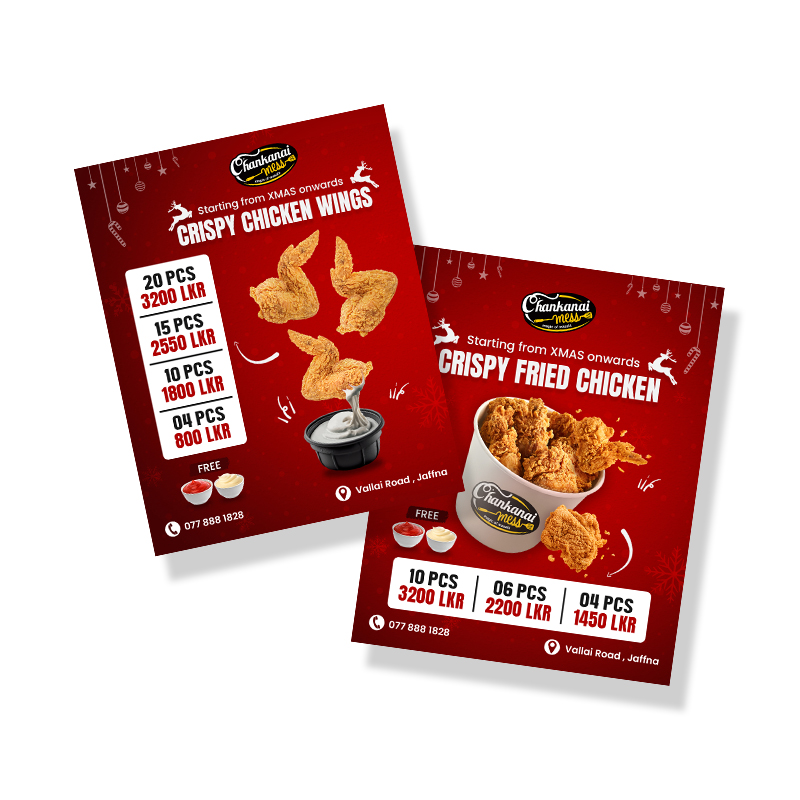 Chankanai
mess
Starting from XMAS onwards
CRISPY CHICKEN WINGS
20 PCS
3200 LKR
15 PCS
2550 LKR
10 PCS
1800 LKR
04 PCS
800 LKR
FREE
077 888 1828
Vallai Road , Jaffna
Chankanai
mess
Starting from XMAS onwards
CRISPY FRIED CHICKEN
Chankanai
mess
FREE
10 PCS
3200 LKR
06 PCS
2200 LKR
04 PCS
1450 LKR
077 888 1828
Vallai Road , Jaffna